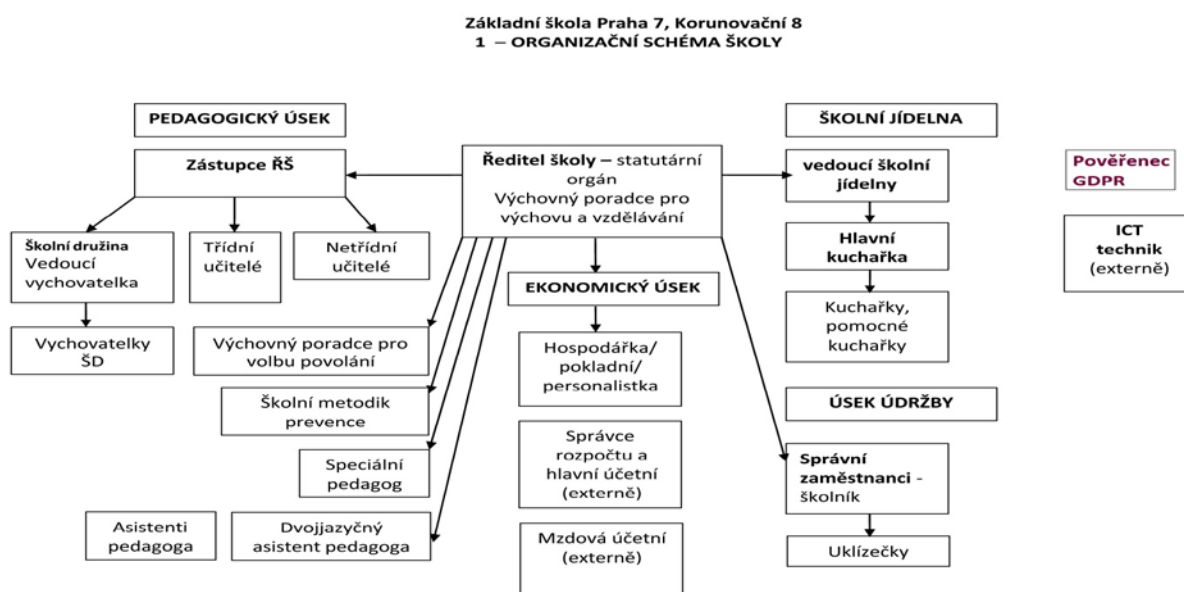 Základní škola Praha 7, Korunovační 8
1 – ORGANIZAČNÍ SCHÉMA ŠKOLY
PEDAGOGICKÝ ÚSEK
Zástupce ŘŠ
Školní družina
Vedoucí
vychovatelka
Třídní
učitelé
Netřídní
učitelé
Vychovatelky
ŠD
Ředitel školy – statutární
orgán
Výchovný poradce pro
výchovu a vzdělávání
Výchovný poradce pro
volbu povolání
Školní metodik
prevence
Speciální
pedagog
Asistenti
pedagoga
Dvojjazyčný
asistent pedagoga
EKONOMICKÝ ÚSEK
Hospodářka/
pokladní/
personalistka
Správce
rozpočtu a
hlavní účetní
(externě)
Mzdová účetní
(externě)
ŠKOLNÍ JÍDELNA
vedoucí školní
jídelny
Hlavní
kuchařka
Kuchařky,
pomocné
kuchařky
ÚSEK ÚDRŽBY
Správní
zaměstnanci -
školník
Uklízečky
Pověřenec
GDPR
ICT
technik
(externě)